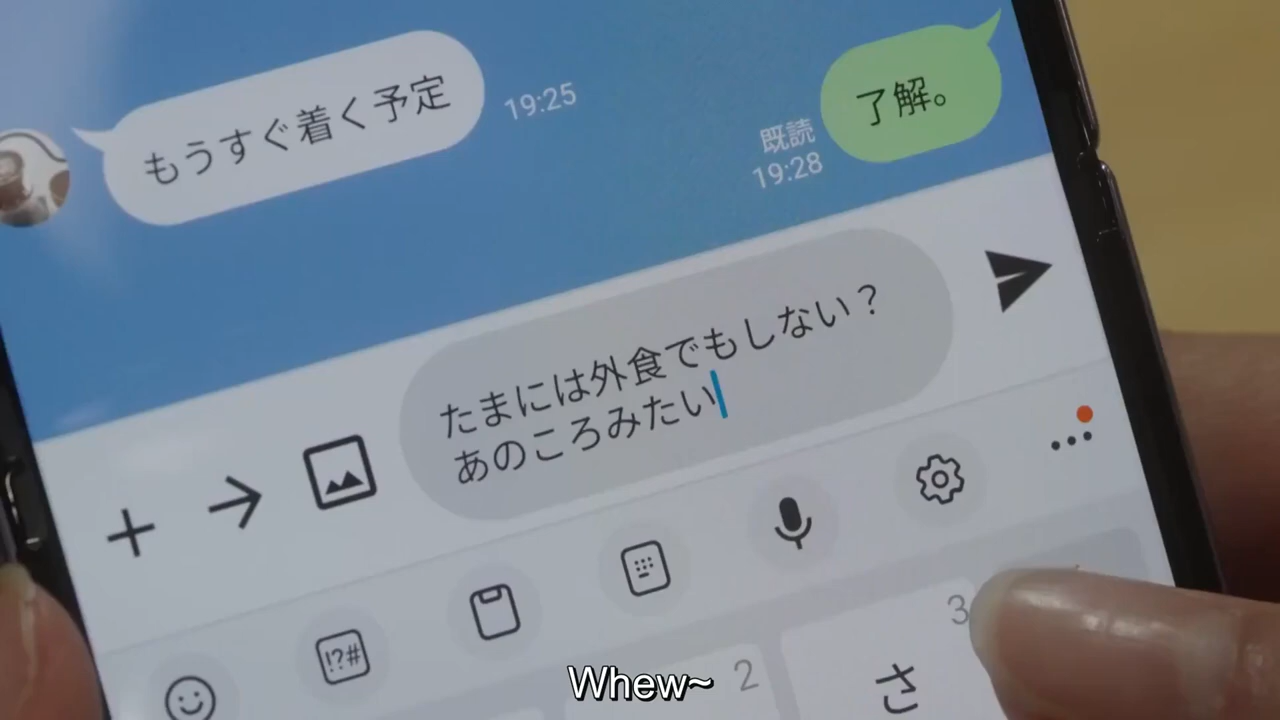 もうすぐ着く予定
19:25
了解。
既読
19:28
たまには外食でもしない？
あのころみたい
!?#
2
3
さ
Whew~